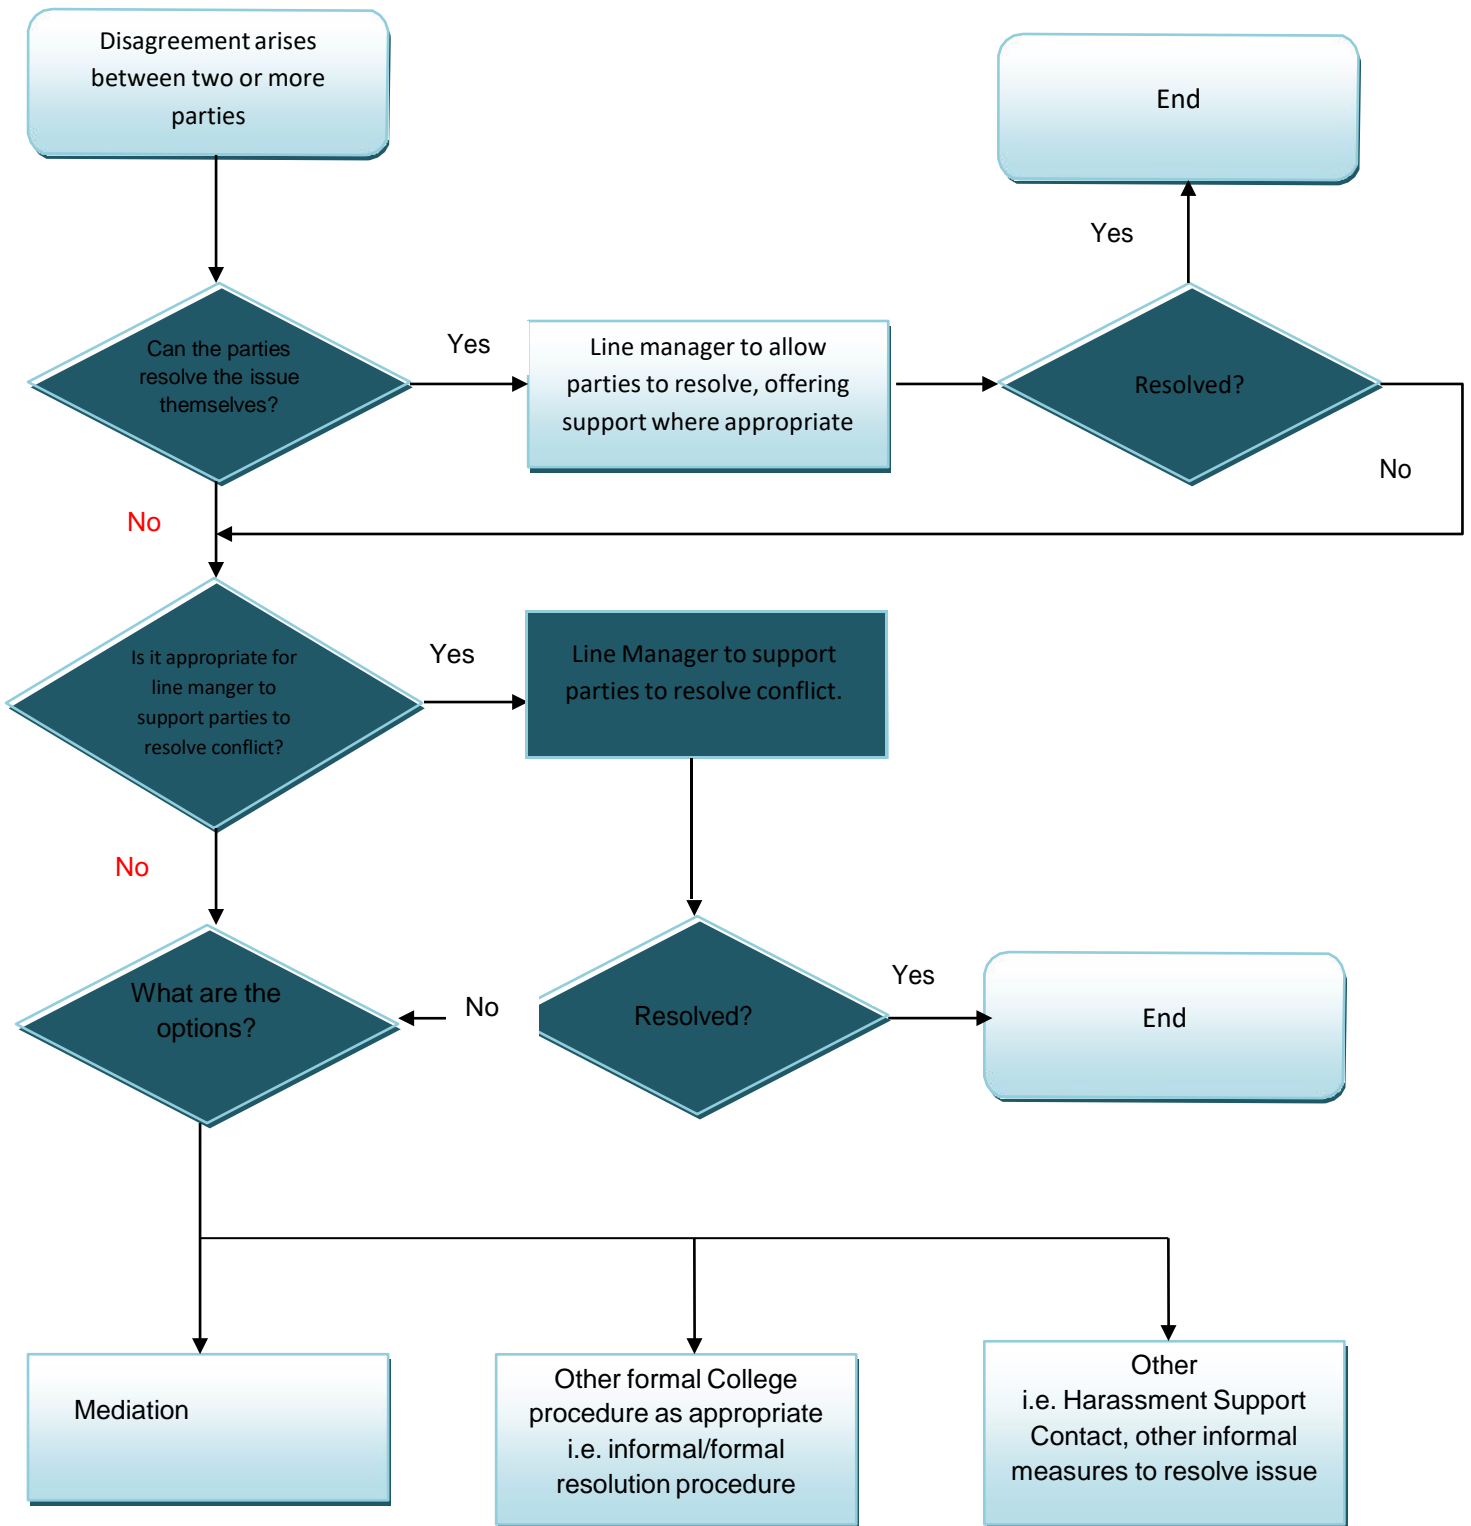 Disagreement arises
between two or more
parties
End
Yes
Can the parties
resolve the issue
themselves?
Yes
Line manager to allow
parties to resolve, offering
support where appropriate
Resolved?
No
No
Is it appropriate for
line manger to
support parties to
resolve conflict?
Yes
Line Manager to support
parties to resolve conflict.
No
What are the
options?
No
Resolved?
Yes
End
Mediation
Other formal College
procedure as appropriate
i.e. informal/formal
resolution procedure
Other
i.e. Harassment Support
Contact, other informal
measures to resolve issue